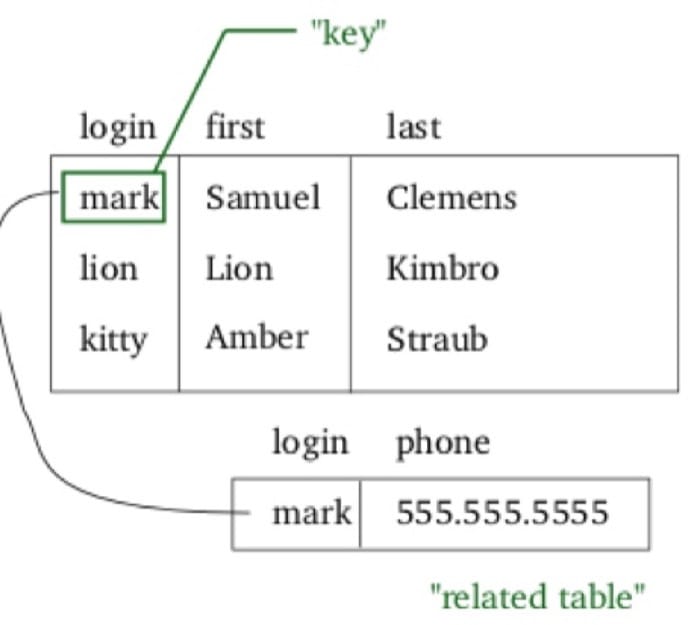 "key"
login first last
mark Samuel Clemens
lion Lion Kimbro
kitty Amber Straub
login phone
mark 555.555.5555
"related table"